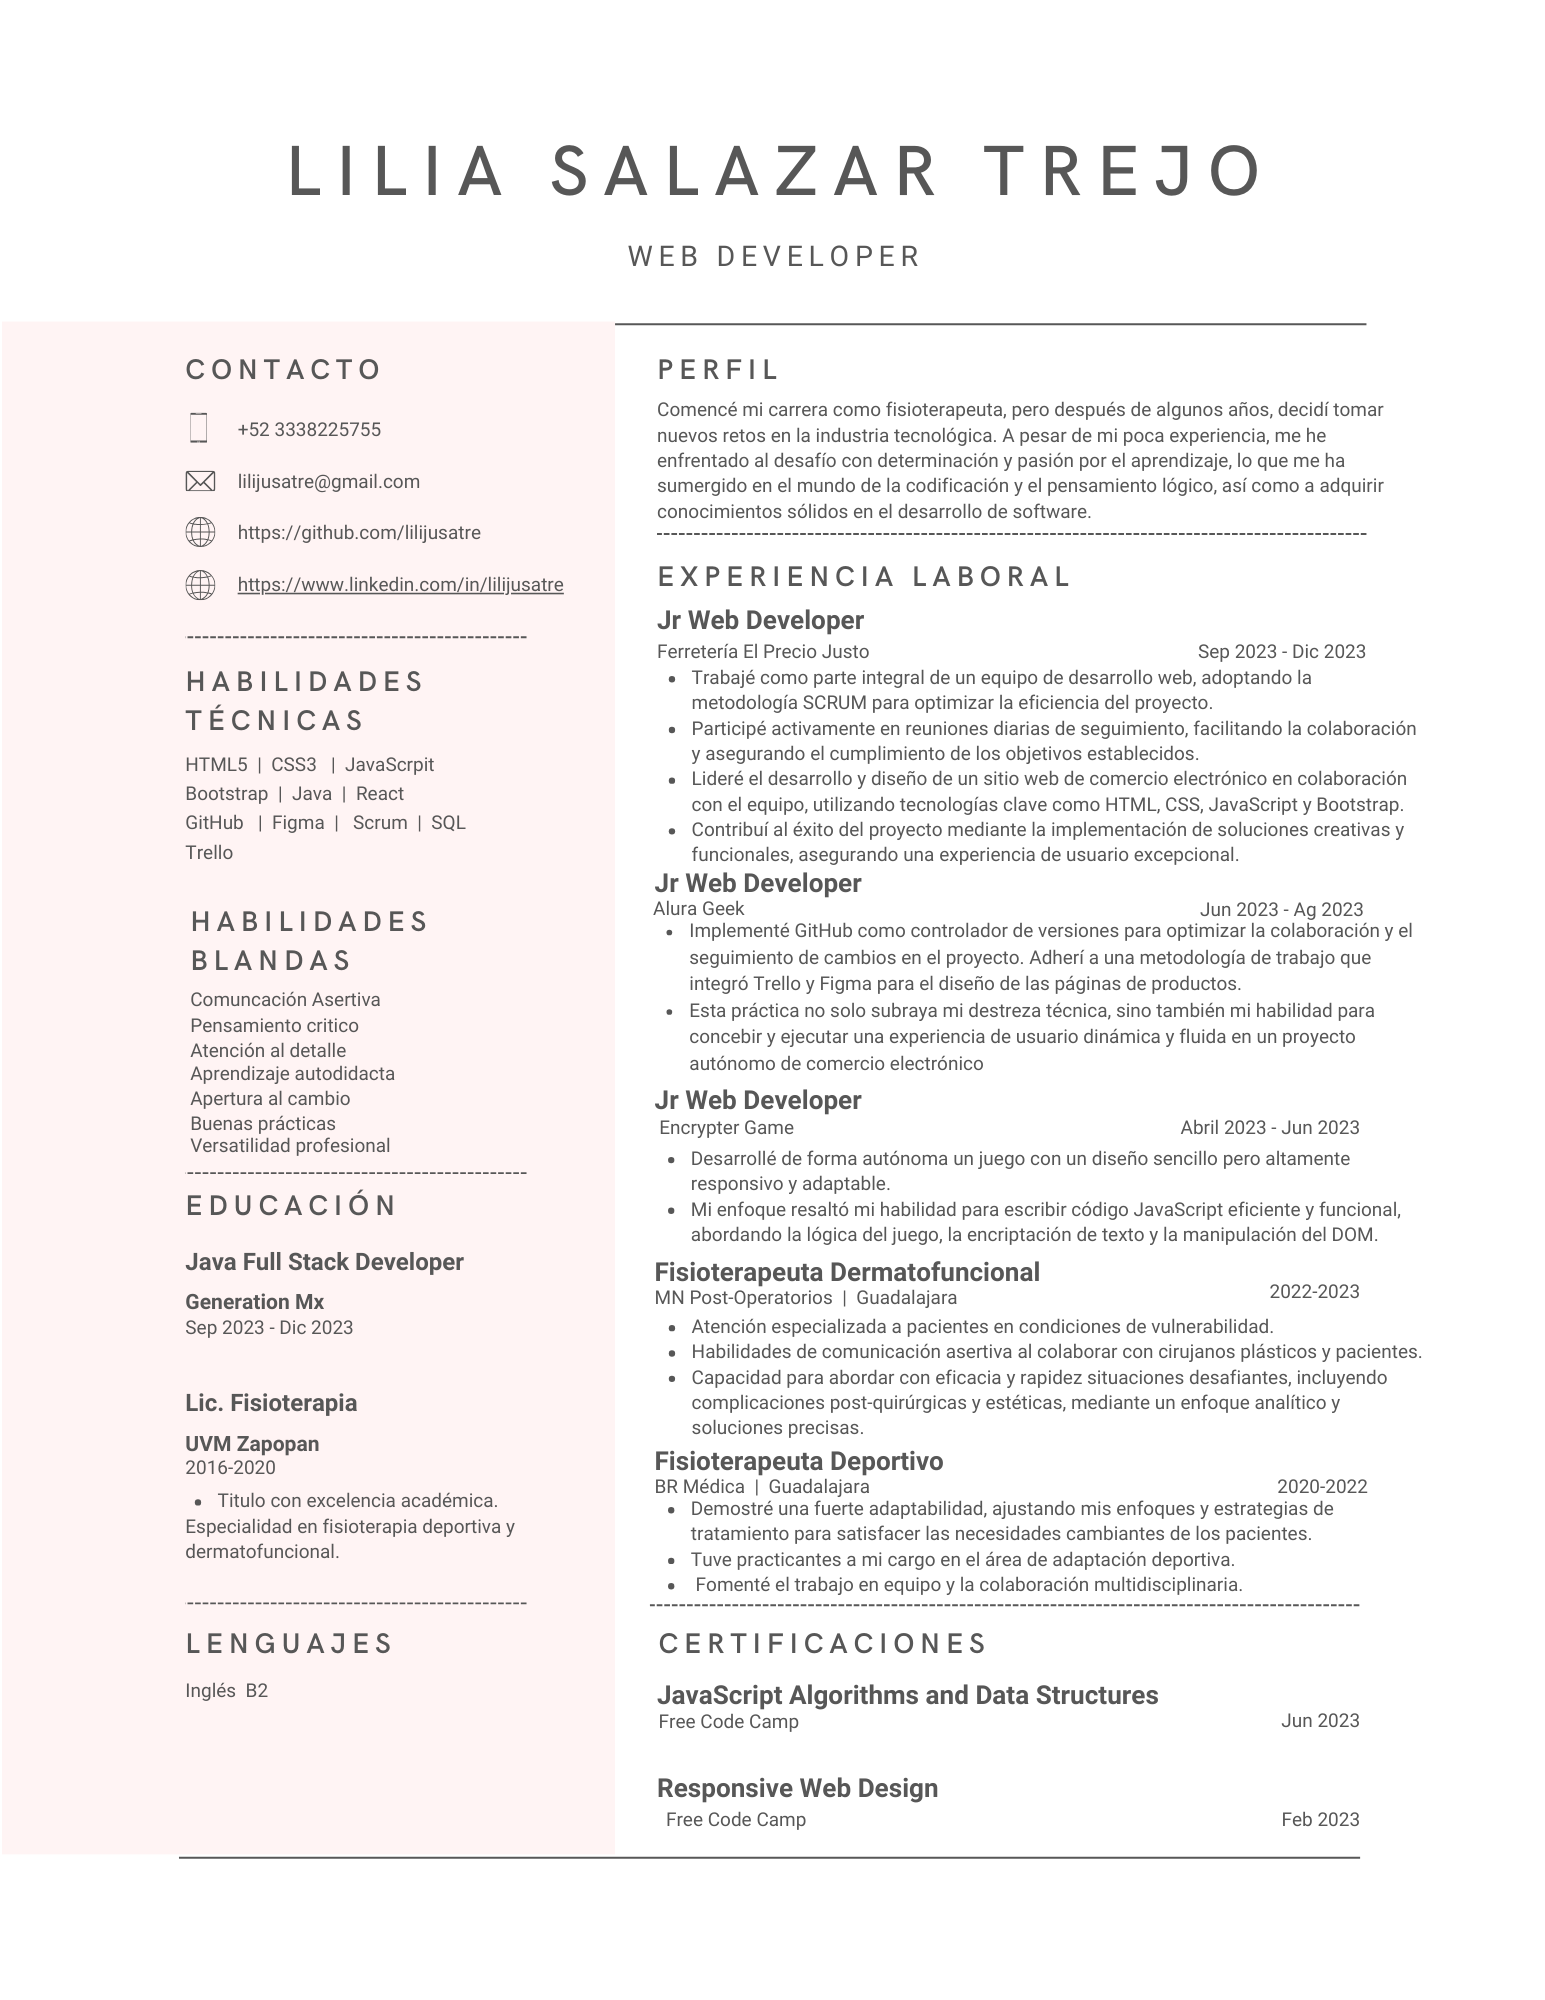 LILIA SALAZAR TREJO
WEB DEVELOPER
CONTACTO
+52 3338225755
lilijusatre@gmail.com
https://github.com/lilijusatre
https://www.linkedin.com/in/lilijusatre
HABILIDADES
TÉCNICAS
HTML5 | CSS3 | JavaScrpit
Bootstrap | Java | React
GitHub | Figma | Scrum | SQL
Trello
HABILIDADES
BLANDAS
Comuncación Asertiva
Pensamiento critico
Atención al detalle
Aprendizaje autodidacta
Apertura al cambio
Buenas prácticas
Versatilidad profesional
EDUCACIÓN
Java Full Stack Developer
Generation Mx
Sep 2023 - Dic 2023
Lic. Fisioterapia
UVM Zapopan
2016-2020
• Titulo con excelencia académica.
Especialidad en fisioterapia deportiva y
dermatofuncional.
LENGUAJES
Inglés B2
PERFIL
Comencé mi carrera como fisioterapeuta, pero después de algunos años, decidí tomar
nuevos retos en la industria tecnológica. A pesar de mi poca experiencia, me he
enfrentado al desafío con determinación y pasión por el aprendizaje, lo que me ha
sumergido en el mundo de la codificación y el pensamiento lógico, así como a adquirir
conocimientos sólidos en el desarrollo de software.
EXPERIENCIA LABORAL
Jr Web Developer
Ferretería El Precio Justo Sep 2023 - Dic 2023
• Trabajé como parte integral de un equipo de desarrollo web, adoptando la
metodología SCRUM para optimizar la eficiencia del proyecto.
• Participé activamente en reuniones diarias de seguimiento, facilitando la colaboración
y asegurando el cumplimiento de los objetivos establecidos.
• Lideré el desarrollo y diseño de un sitio web de comercio electrónico en colaboración
con el equipo, utilizando tecnologías clave como HTML, CSS, JavaScript y Bootstrap.
• Contribuí al éxito del proyecto mediante la implementación de soluciones creativas y
funcionales, asegurando una experiencia de usuario excepcional.
Jr Web Developer
Alura Geek Jun 2023 - Ag 2023
• Implementé GitHub como controlador de versiones para optimizar la colaboración y el
seguimiento de cambios en el proyecto. Adherí a una metodología de trabajo que
integró Trello y Figma para el diseño de las páginas de productos.
• Esta práctica no solo subraya mi destreza técnica, sino también mi habilidad para
concebir y ejecutar una experiencia de usuario dinámica y fluida en un proyecto
autónomo de comercio electrónico
Jr Web Developer
Encrypter Game Abril 2023 - Jun 2023
• Desarrollé de forma autónoma un juego con un diseño sencillo pero altamente
responsivo y adaptable.
• Mi enfoque resaltó mi habilidad para escribir código JavaScript eficiente y funcional,
abordando la lógica del juego, la encriptación de texto y la manipulación del DOM.
Fisioterapeuta Dermatofuncional
MN Post-Operatorios | Guadalajara 2022-2023
• Atención especializada a pacientes en condiciones de vulnerabilidad.
• Habilidades de comunicación asertiva al colaborar con cirujanos plásticos y pacientes.
• Capacidad para abordar con eficacia y rapidez situaciones desafiantes, incluyendo
complicaciones post-quirúrgicas y estéticas, mediante un enfoque analítico y
soluciones precisas.
Fisioterapeuta Deportivo
BR Médica | Guadalajara 2020-2022
• Demostré una fuerte adaptabilidad, ajustando mis enfoques y estrategias de
tratamiento para satisfacer las necesidades cambiantes de los pacientes.
• Tuve practicantes a mi cargo en el área de adaptación deportiva.
• Fomenté el trabajo en equipo y la colaboración multidisciplinaria.
CERTIFICACIONES
JavaScript Algorithms and Data Structures
Free Code Camp Jun 2023
Responsive Web Design
Free Code Camp Feb 2023